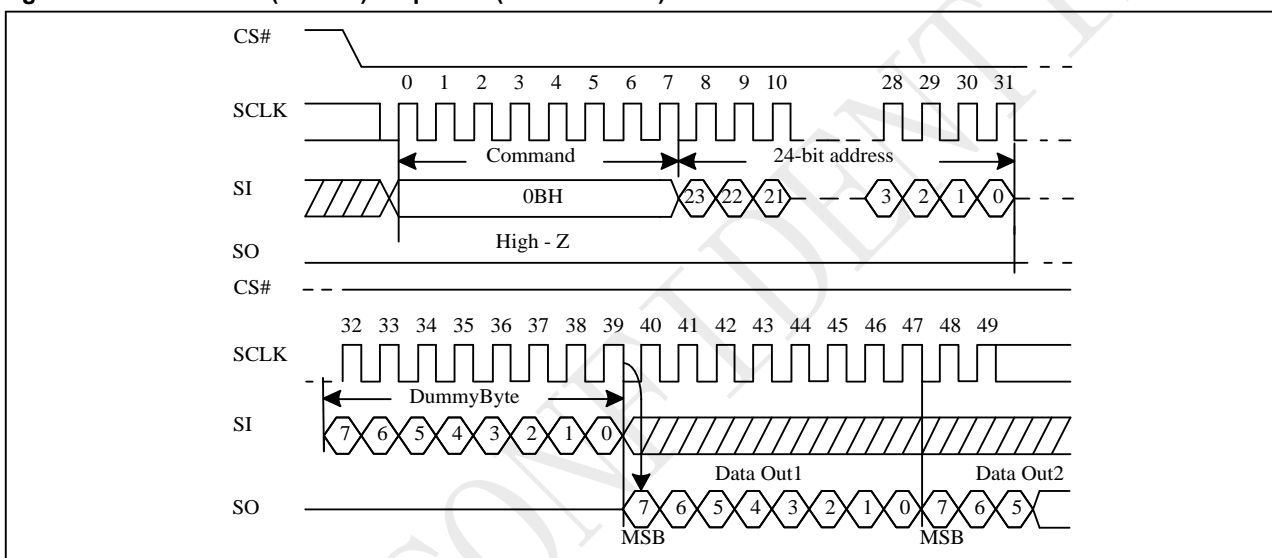 CS#
0 1 2 3 4 5 6 7 8 9 10 28 29 30 31
SCLK
Command 24-bit address
SI 0BH 23 22 21 3 2 1 0
High - Z
SO
CS#
32 33 34 35 36 37 38 39 40 41 42 43 44 45 46 47 48 49
SCLK
DummyByte
SI 7 6 5 4 3 2 1 0
Data Out1 Data Out2
SO 7 6 5 4 3 2 1 0 7 6 5
MSB MSB